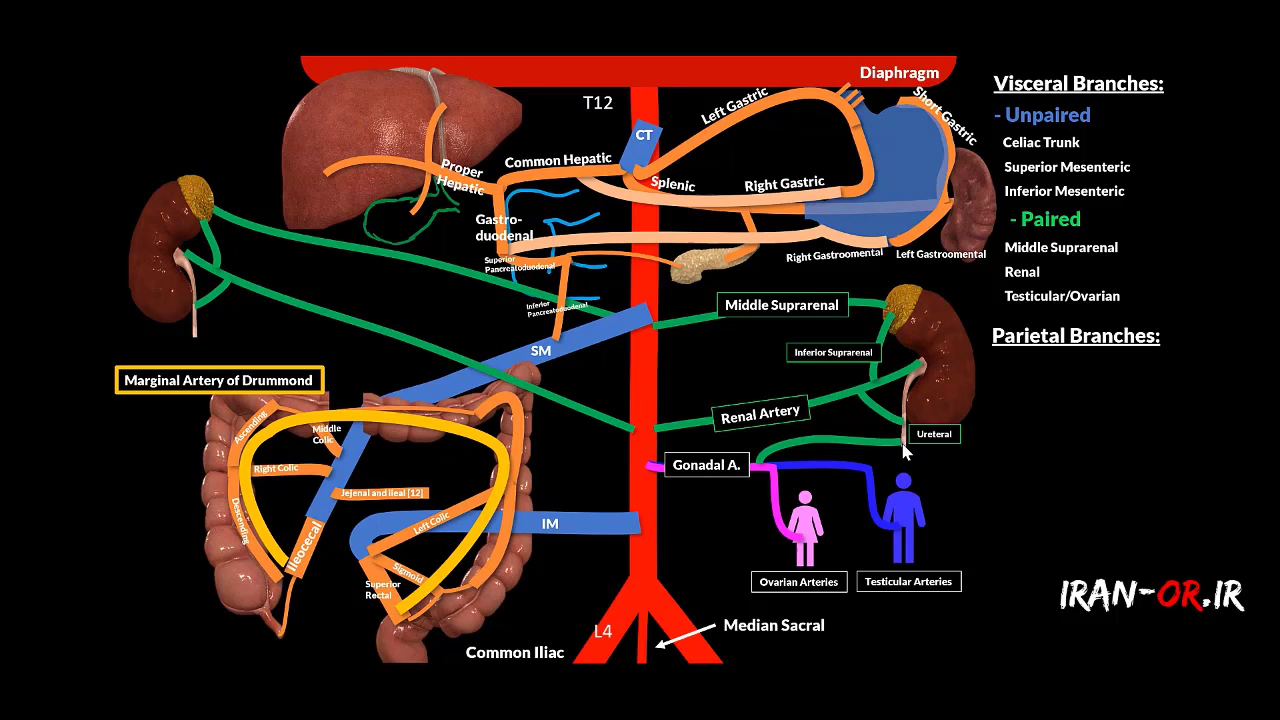 Diaphragm
T12
Left Gastric
Short Gastric
CT
Common Hepatic
Proper
Hepatic
Splenic
Right Gastric
Gastro-
duodenal
Superior
Pancreatoduodenal
Right Gastroomental
Left Gastroomental
Inferior
Pancreatoduodenal
Middle Suprarenal
SM
Inferior Suprarenal
Marginal Artery of Drummond
Renal Artery
Ascending
Middle
Colic
Ureteral
Right Colic
Gonadal A.
Jejenal and Ileal [12]
Descending
Left Colic
IM
Ileocecal
Sigmoid
Superior
Rectal
Ovarian Arteries
Testicular Arteries
L4
Median Sacral
Common Iliac
Visceral Branches:
- Unpaired
Celiac Trunk
Superior Mesenteric
Inferior Mesenteric
- Paired
Middle Suprarenal
Renal
Testicular/Ovarian
Parietal Branches:
IRAN-OR.IR